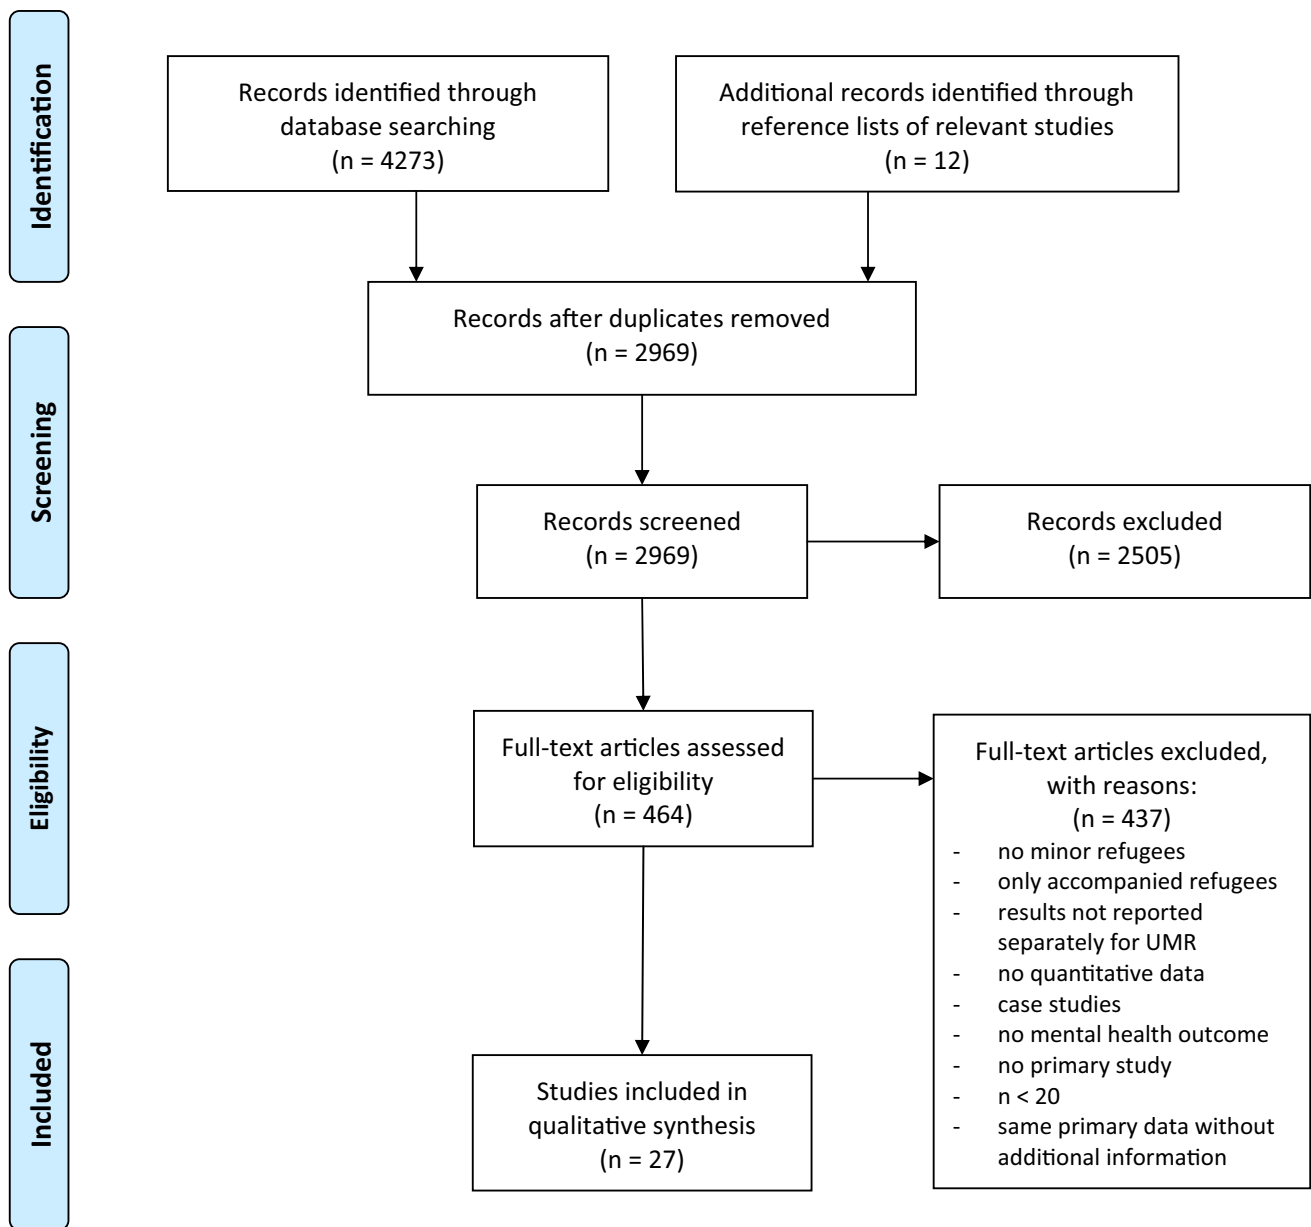 Identification
Records identified through
database searching
(n = 4273)
Additional records identified through
reference lists of relevant studies
(n = 12)
Records after duplicates removed
(n = 2969)
Screening
Records screened
(n = 2969)
Records excluded
(n = 2505)
Eligibility
Full-text articles assessed
for eligibility
(n = 464)
Full-text articles excluded,
with reasons:
(n = 437)
- no minor refugees
- only accompanied refugees
- results not reported
separately for UMR
- no quantitative data
- case studies
- no mental health outcome
- no primary study
- n < 20
- same primary data without
additional information
Included
Studies included in
qualitative synthesis
(n = 27)